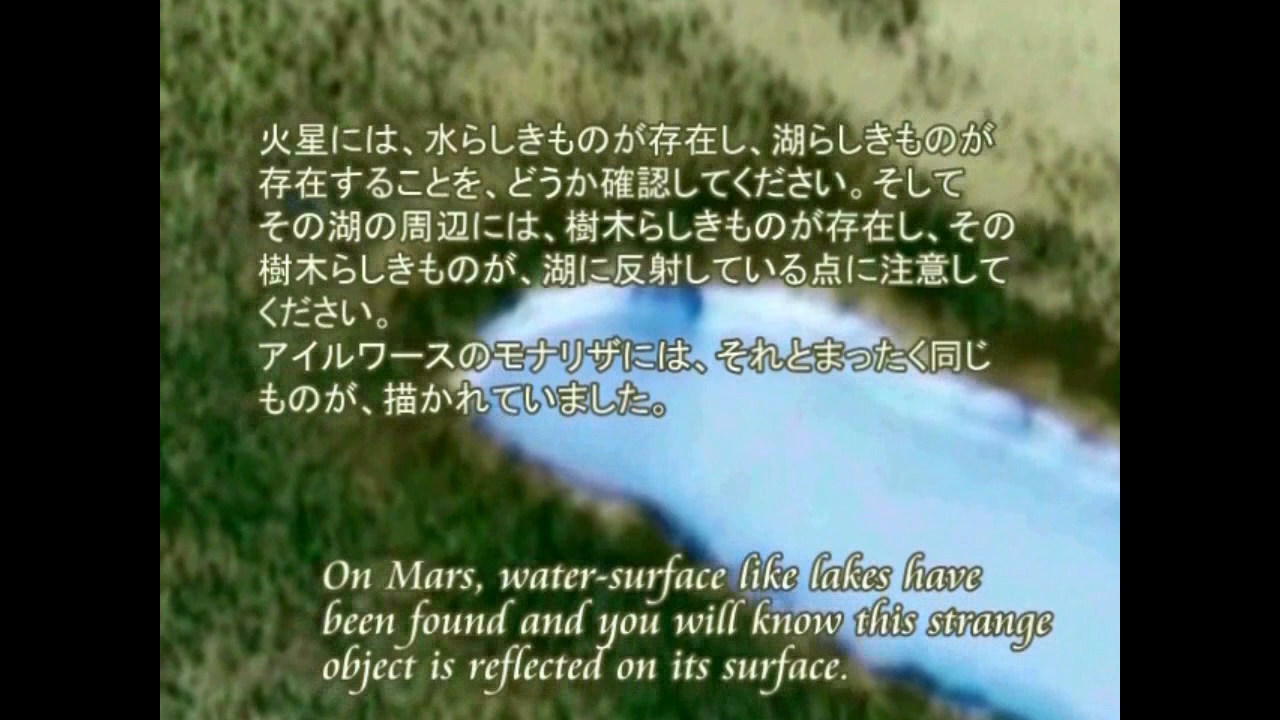 火星には、水らしきものが存在し、湖らしきものが
存在することを、どうか確認してください。そして
その湖の周辺には、樹木らしきものが存在し、その
樹木らしきものが、湖に反射している点に注意して
ください。
アイルワースのモナリザには、それとまったく同じ
ものが、描かれていました。
On Mars, water-surface like lakes have
been found and you will know this strange
object is reflected on its surface.